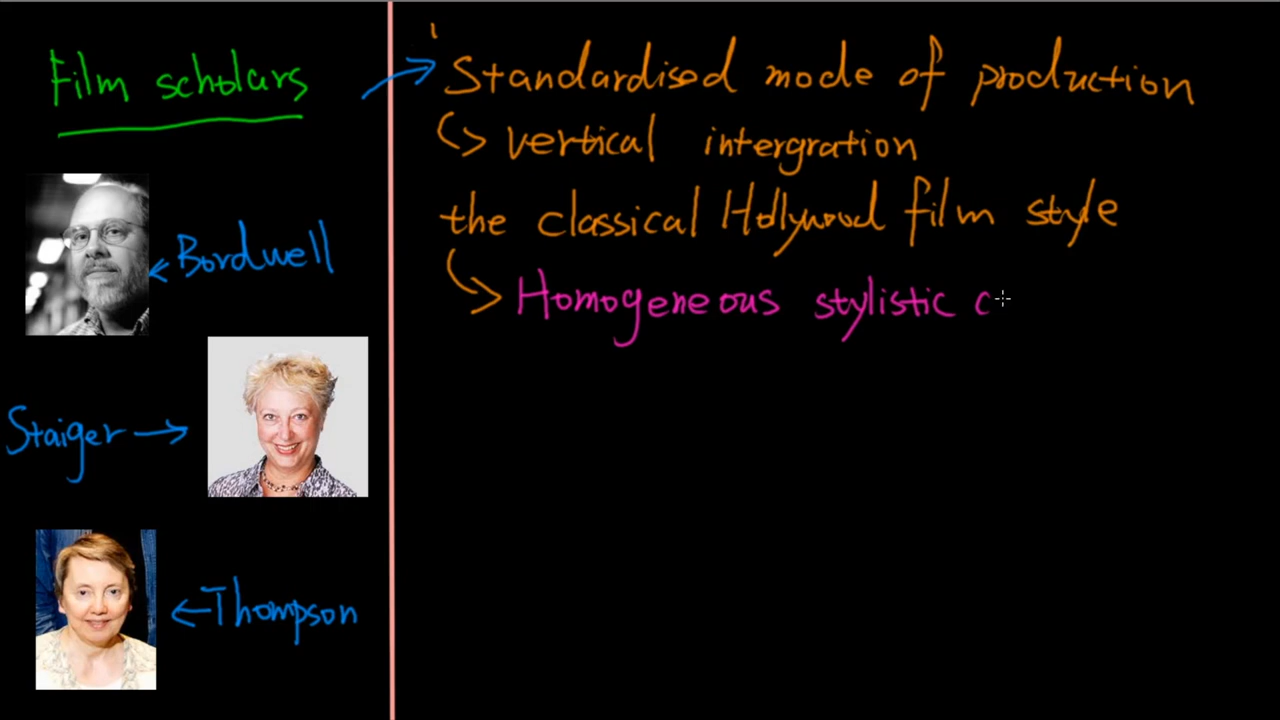 Film scholars
Bordwell
Staiger
Thompson
Standardised mode of production
vertical intergration
the classical Hollywood film style
Homogeneous stylistic c